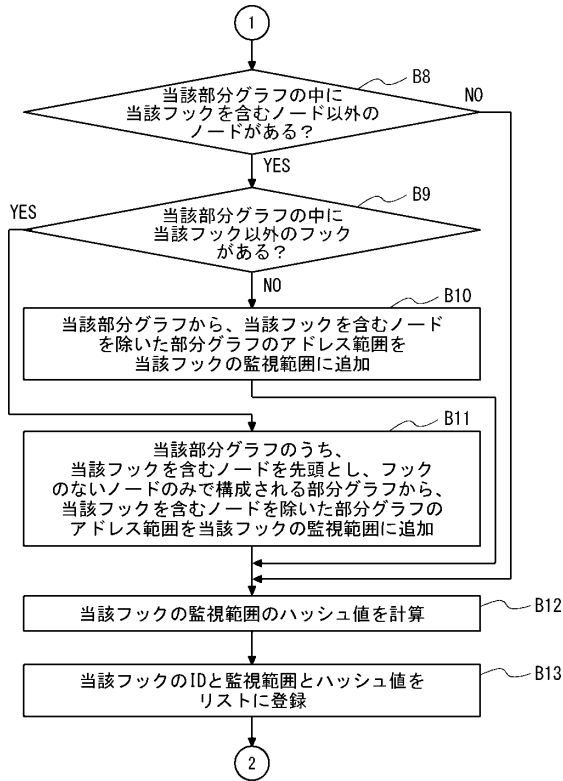 1
当該部分グラフの中に
当該フックを含むノード以外の
ノードがある?
B8
NO
YES
当該部分グラフの中に
当該フック以外のフック
がある?
B9
YES
NO
B10
当該部分グラフから、当該フックを含むノード
を除いた部分グラフのアドレス範囲を
当該フックの監視範囲に追加
B11
当該部分グラフのうち、
当該フックを含むノードを先頭とし、フック
のないノードのみで構成される部分グラフから、
当該フックを含むノードを除いた部分グラフの
アドレス範囲を当該フックの監視範囲に追加
当該フックの監視範囲のハッシュ値を計算
B12
当該フックのIDと監視範囲とハッシュ値を
リストに登録
B13
2